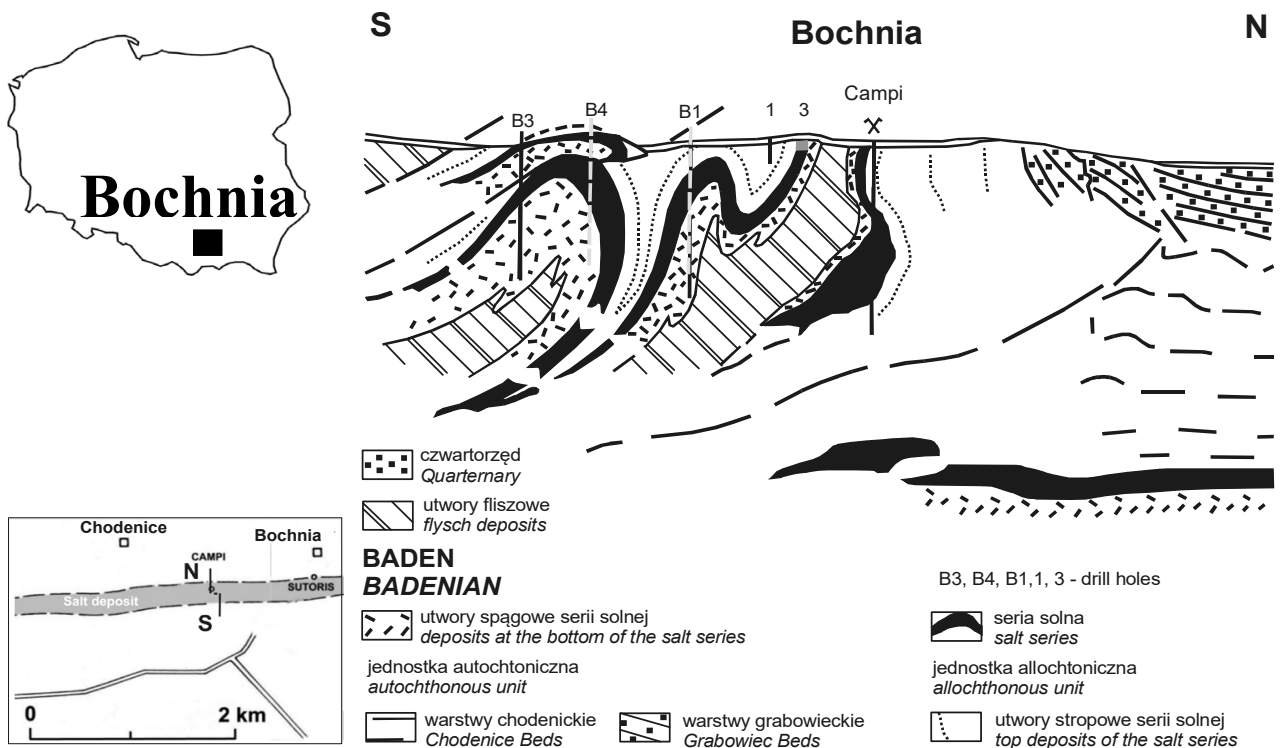 S
Bochnia
N
Bochnia
B3
B4
B1
1
3
Campi
czwartorzęd
Quarternary
utwory fliszowe
flysch deposits
BADEN
BADENIAN
utwory spągowe serii solnej
deposits at the bottom of the salt series
jednostka autochtoniczna
autochthonous unit
warstwy chodenickie
Chodenice Beds
warstwy grabowieckie
Grabowiec Beds
B3, B4, B1,1, 3 - drill holes
seria solna
salt series
jednostka allochtoniczna
allochthonous unit
utwory stropowe serii solnej
top deposits of the salt series
Chodenice
Bochnia
CAMPI
N
SUTORIS
Salt deposit
S
0
2 km